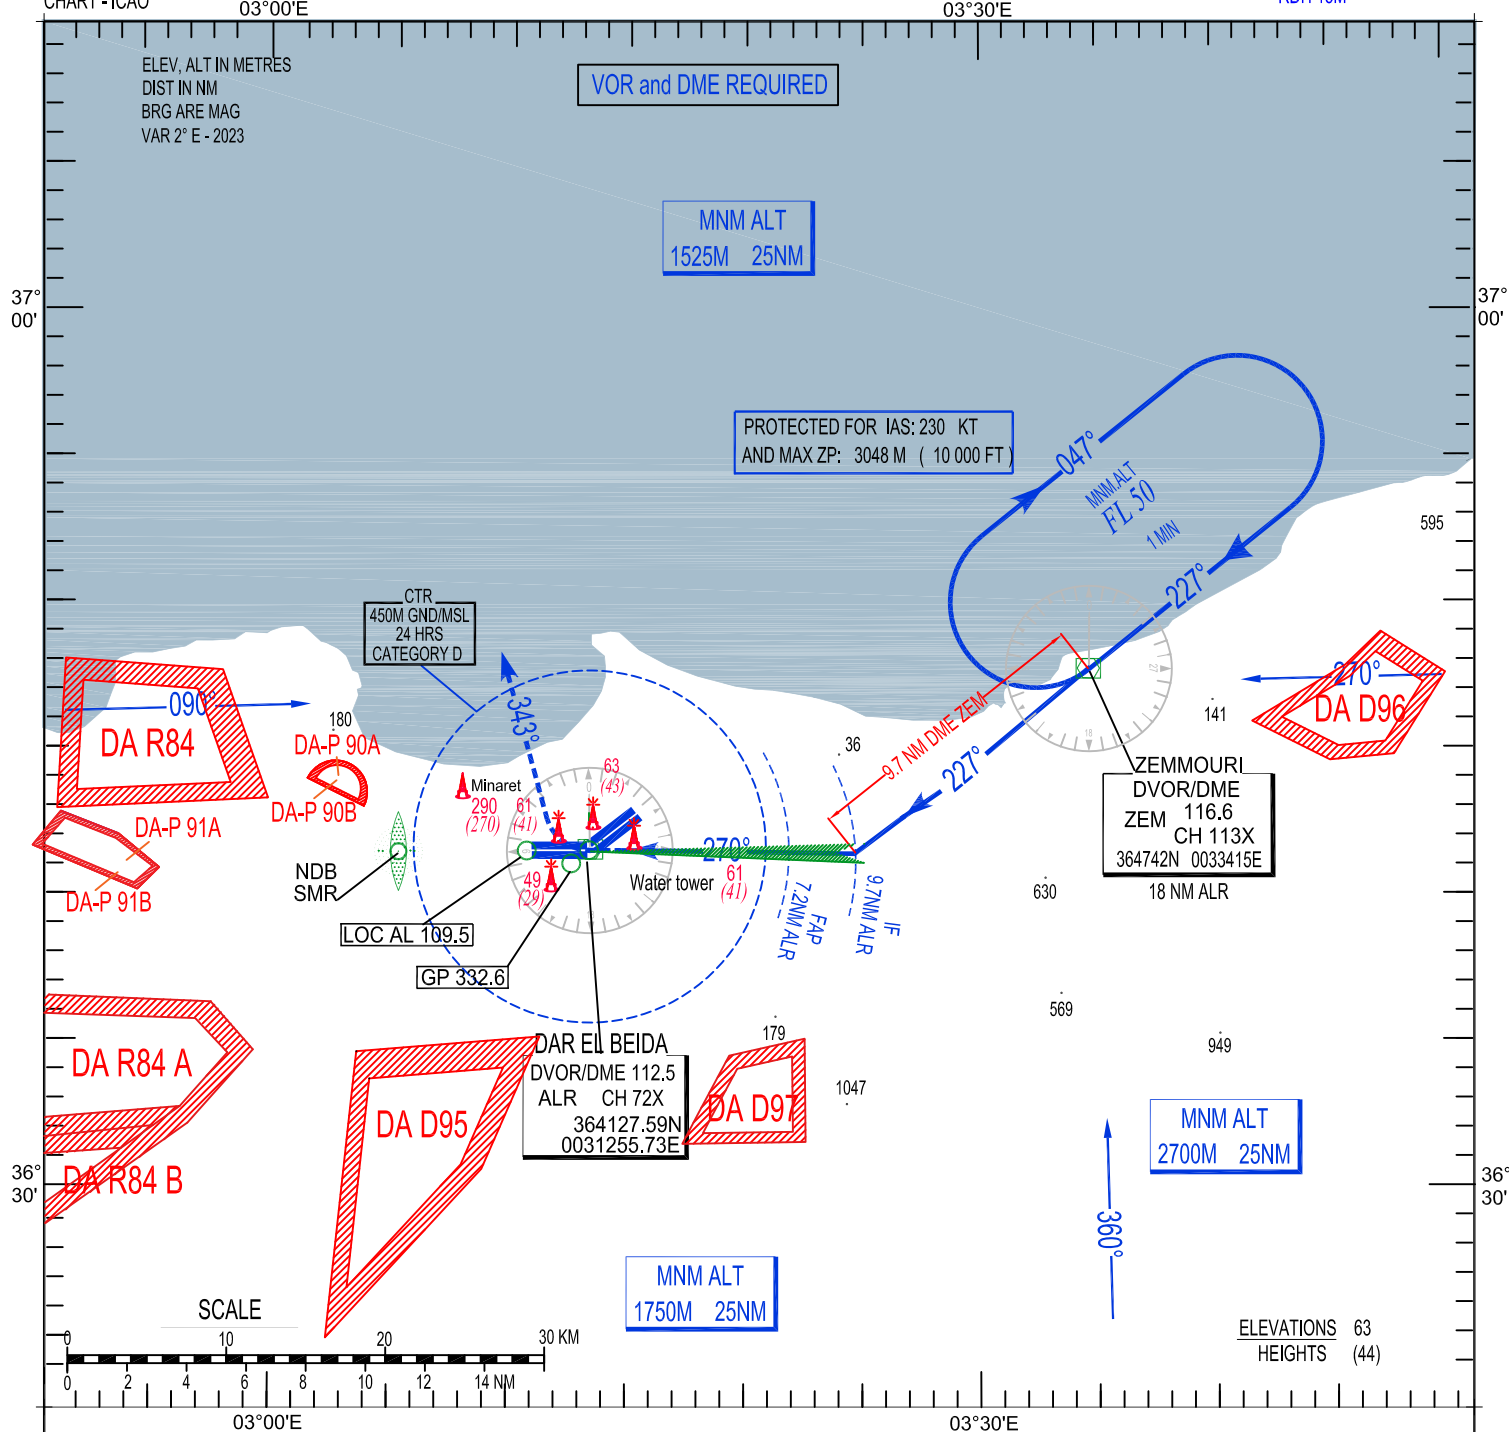 CHART - ICAO
03°00'E
03°30'E
ELEV, ALT IN METRES
DIST IN NM
BRG ARE MAG
VAR 2° E - 2023
VOR and DME REQUIRED
MNM ALT
1525M 25NM
37°
00'
37°
00'
PROTECTED FOR IAS: 230 KT
AND MAX ZP: 3048 M ( 10 000 FT )
047°
MNM.ALT
FL 50
1 MIN
227°
595
CTR
450M GND/MSL
24 HRS
CATEGORY D
090°
DA R84
180
DA-P 90A
DA-P 90B
DA-P 91A
DA-P 91B
343°
Minaret
290
(270)
61
(41)
63
(43)
36
9.7 NM DME ZEM
227°
27
18
141
270°
DA D96
ZEMMOURI
DVOR/DME
ZEM 116.6
CH 113X
364742N 0033415E
18 NM ALR
0
270°
NDB
SMR
49
(29)
Water tower
61
(41)
FAP
7.2NM ALR
IF
9.7NM ALR
630
LOC AL 109.5
GP 332.6
DAR EL BEIDA
DVOR/DME 112.5
ALR CH 72X
364127.59N
0031255.73E
179
569
949
1047
DA R84 A
DA R84 B
DA D95
DA D97
MNM ALT
2700M 25NM
36°
30'
36°
30'
360°
MNM ALT
1750M 25NM
SCALE
0 10 20 30 KM
0 2 4 6 8 10 12 14 NM
ELEVATIONS 63
HEIGHTS (44)
03°00'E
03°30'E